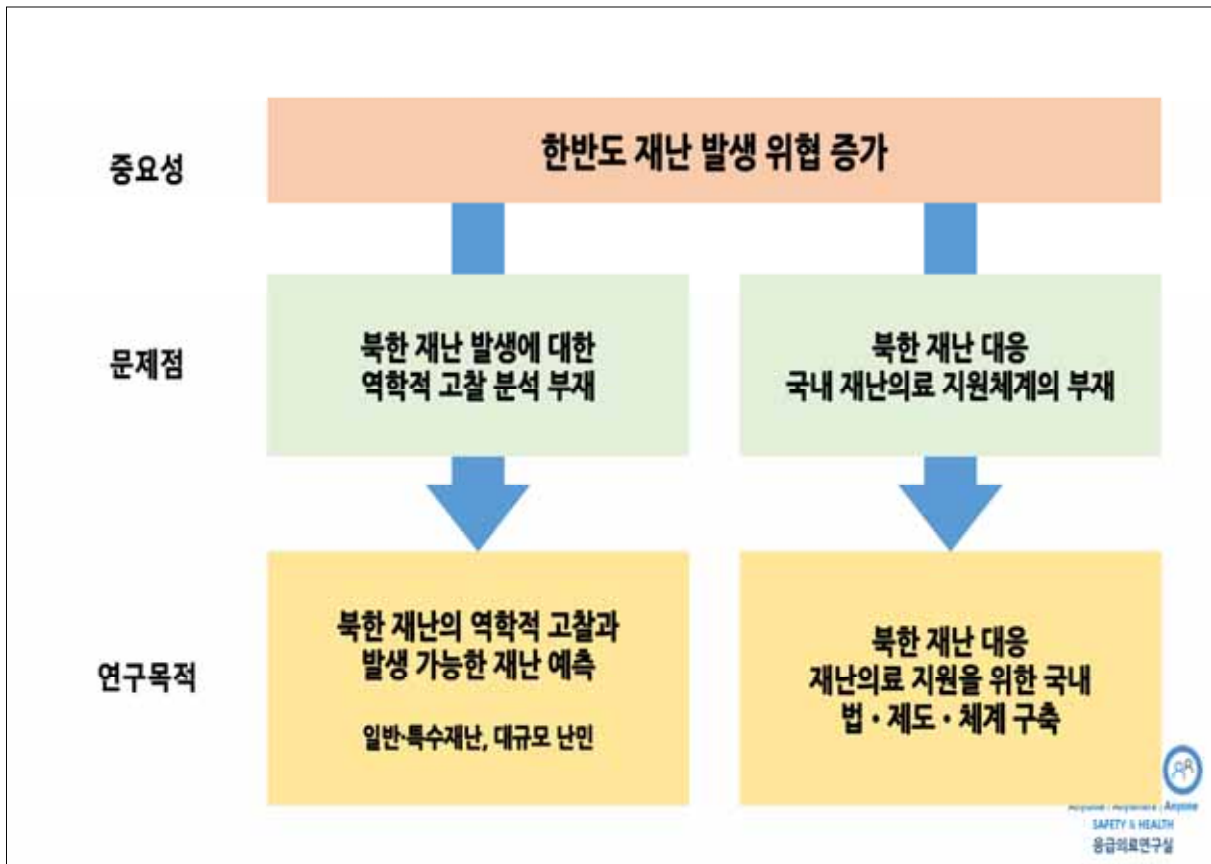 중요성
한반도 재난 발생 위협 증가
문제점
북한 재난 발생에 대한
역학적 고찰 분석 부재
북한 재난 대응
국내 재난의료 지원체계의 부재
연구목적
북한 재난의 역학적 고찰과
발생 가능한 재난 예측
일반·특수재난, 대규모 난민
북한 재난 대응
재난의료 지원을 위한 국내
법·제도·체계 구축
SAFETY & HEALTH
응급의료연구실